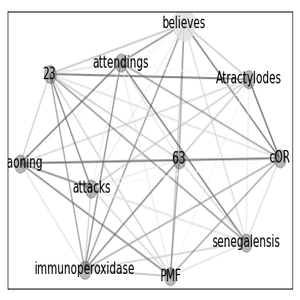 believes
attendings
23
Atractylodes
63
cOR
aoning
attacks
senegalensis
immunoperoxidase
PMF